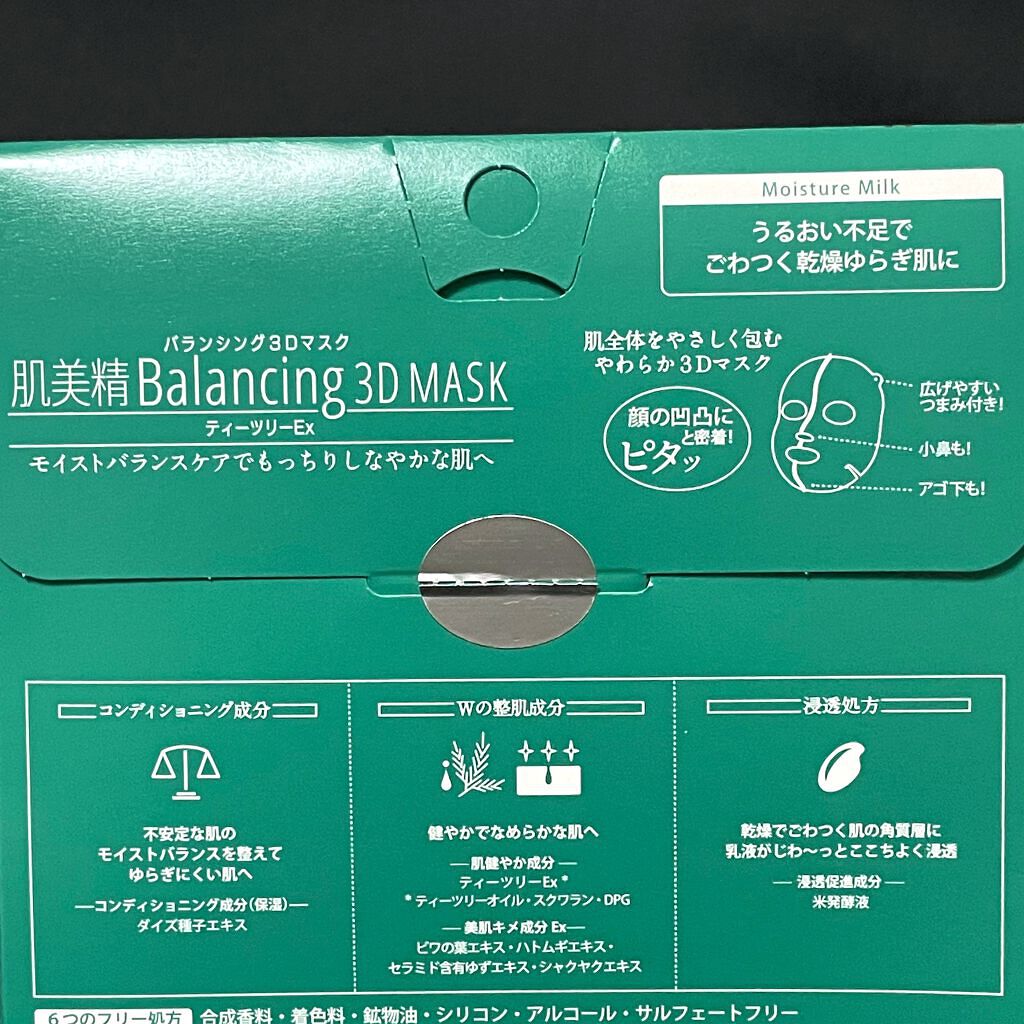 Moisture Milk
うるおい不足で
ごわつく乾燥ゆらぎ肌に
バランシング3Dマスク
肌美精 Balancing 3D MASK
ティーツリーEx
モイストバランスケアでもっちりしなやかな肌へ
肌全体をやさしく包む
やわらか3Dマスク
顔の凹凸に
と密着!
ピタッ
広げやすい
つまみ付き!
小鼻も!
アゴ下も!
コンディショニング成分
不安定な肌の
モイストバランスを整えて
ゆらぎにくい肌へ
コンディショニング成分(保湿)
ダイズ種子エキス
Wの整肌成分
健やかでなめらかな肌へ
肌健やか成分
ティーツリーEx*
*ティーツリーオイル・スクワラン・DPG
美肌キメ成分 Ex
ビワの葉エキス・ハトムギエキス・
セラミド含有ゆずエキス・シャクヤクエキス
浸透処方
乾燥でごわつく肌の角質層に
乳液がじわ〜っとここちよく浸透
浸透促進成分
米発酵液
6つのフリー処方 合成香料・着色料・鉱物油・シリコン・アルコール・サルフェートフリー